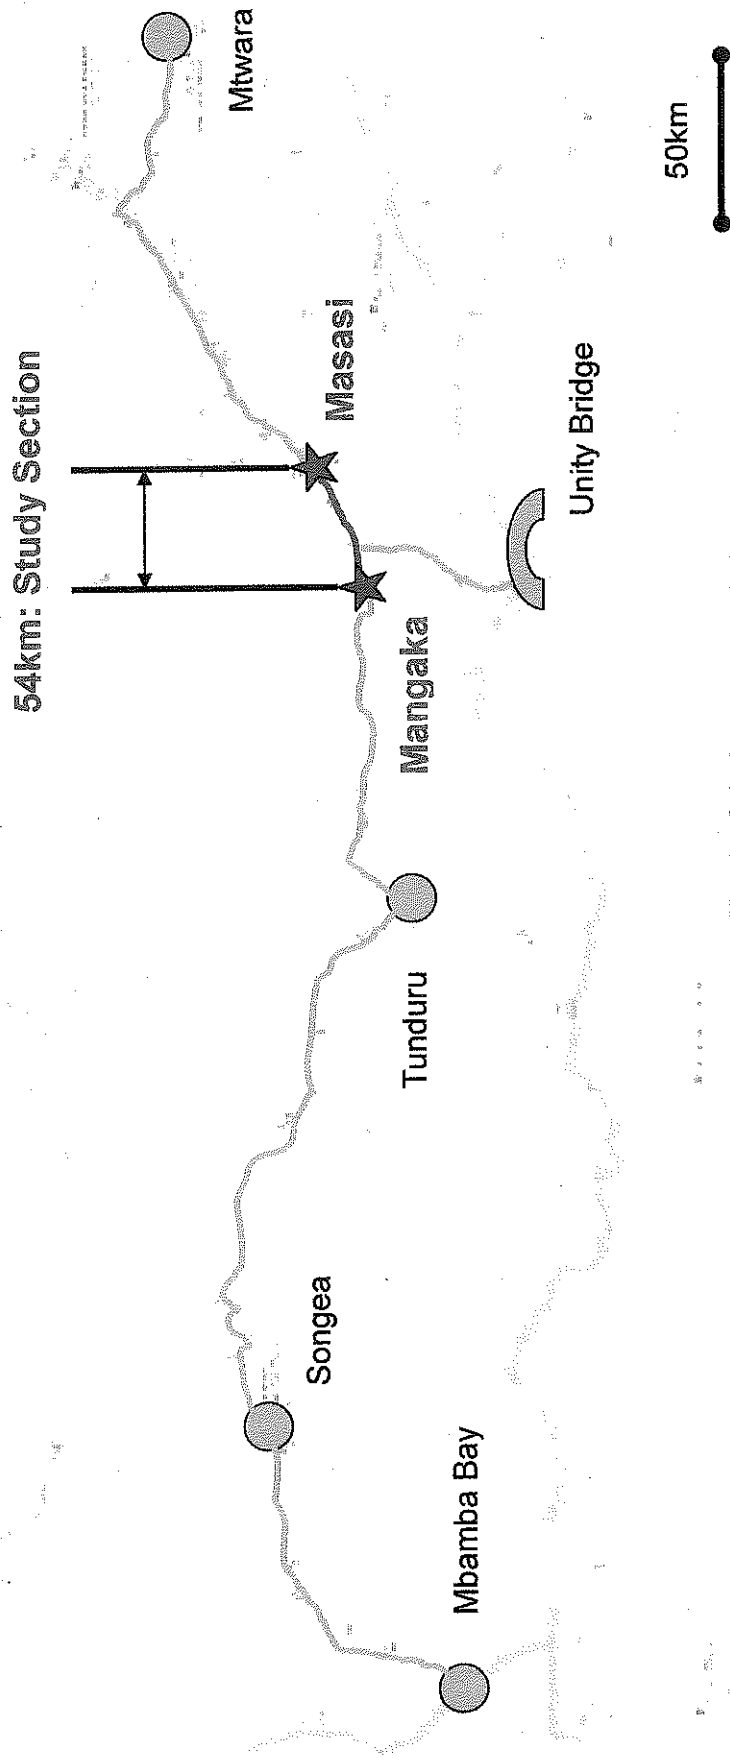 54km: Study Section
Mtwara
Masasi
Mangaka
Unity Bridge
50km
Tunduru
Songea
Mbamba Bay